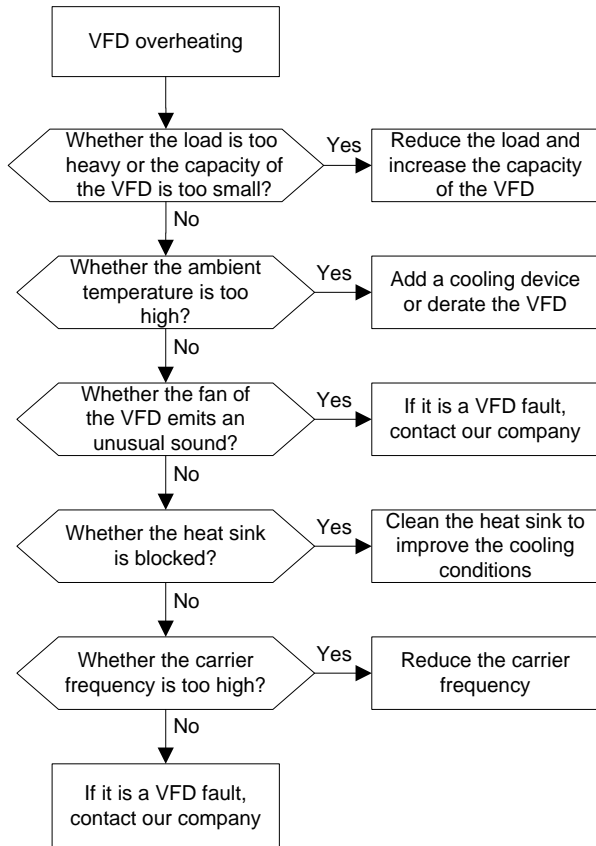 VFD overheating
Whether the load is too
heavy or the capacity of
the VFD is too small?
Yes
Reduce the load and
increase the capacity
of the VFD
No
Whether the ambient
temperature is too
high?
Yes
Add a cooling device
or derate the VFD
No
Whether the fan of
the VFD emits an
unusual sound?
Yes
If it is a VFD fault,
contact our company
No
Whether the heat sink
is blocked?
Yes
Clean the heat sink to
improve the cooling
conditions
No
Whether the carrier
frequency is too high?
Yes
Reduce the carrier
frequency
No
If it is a VFD fault,
contact our company